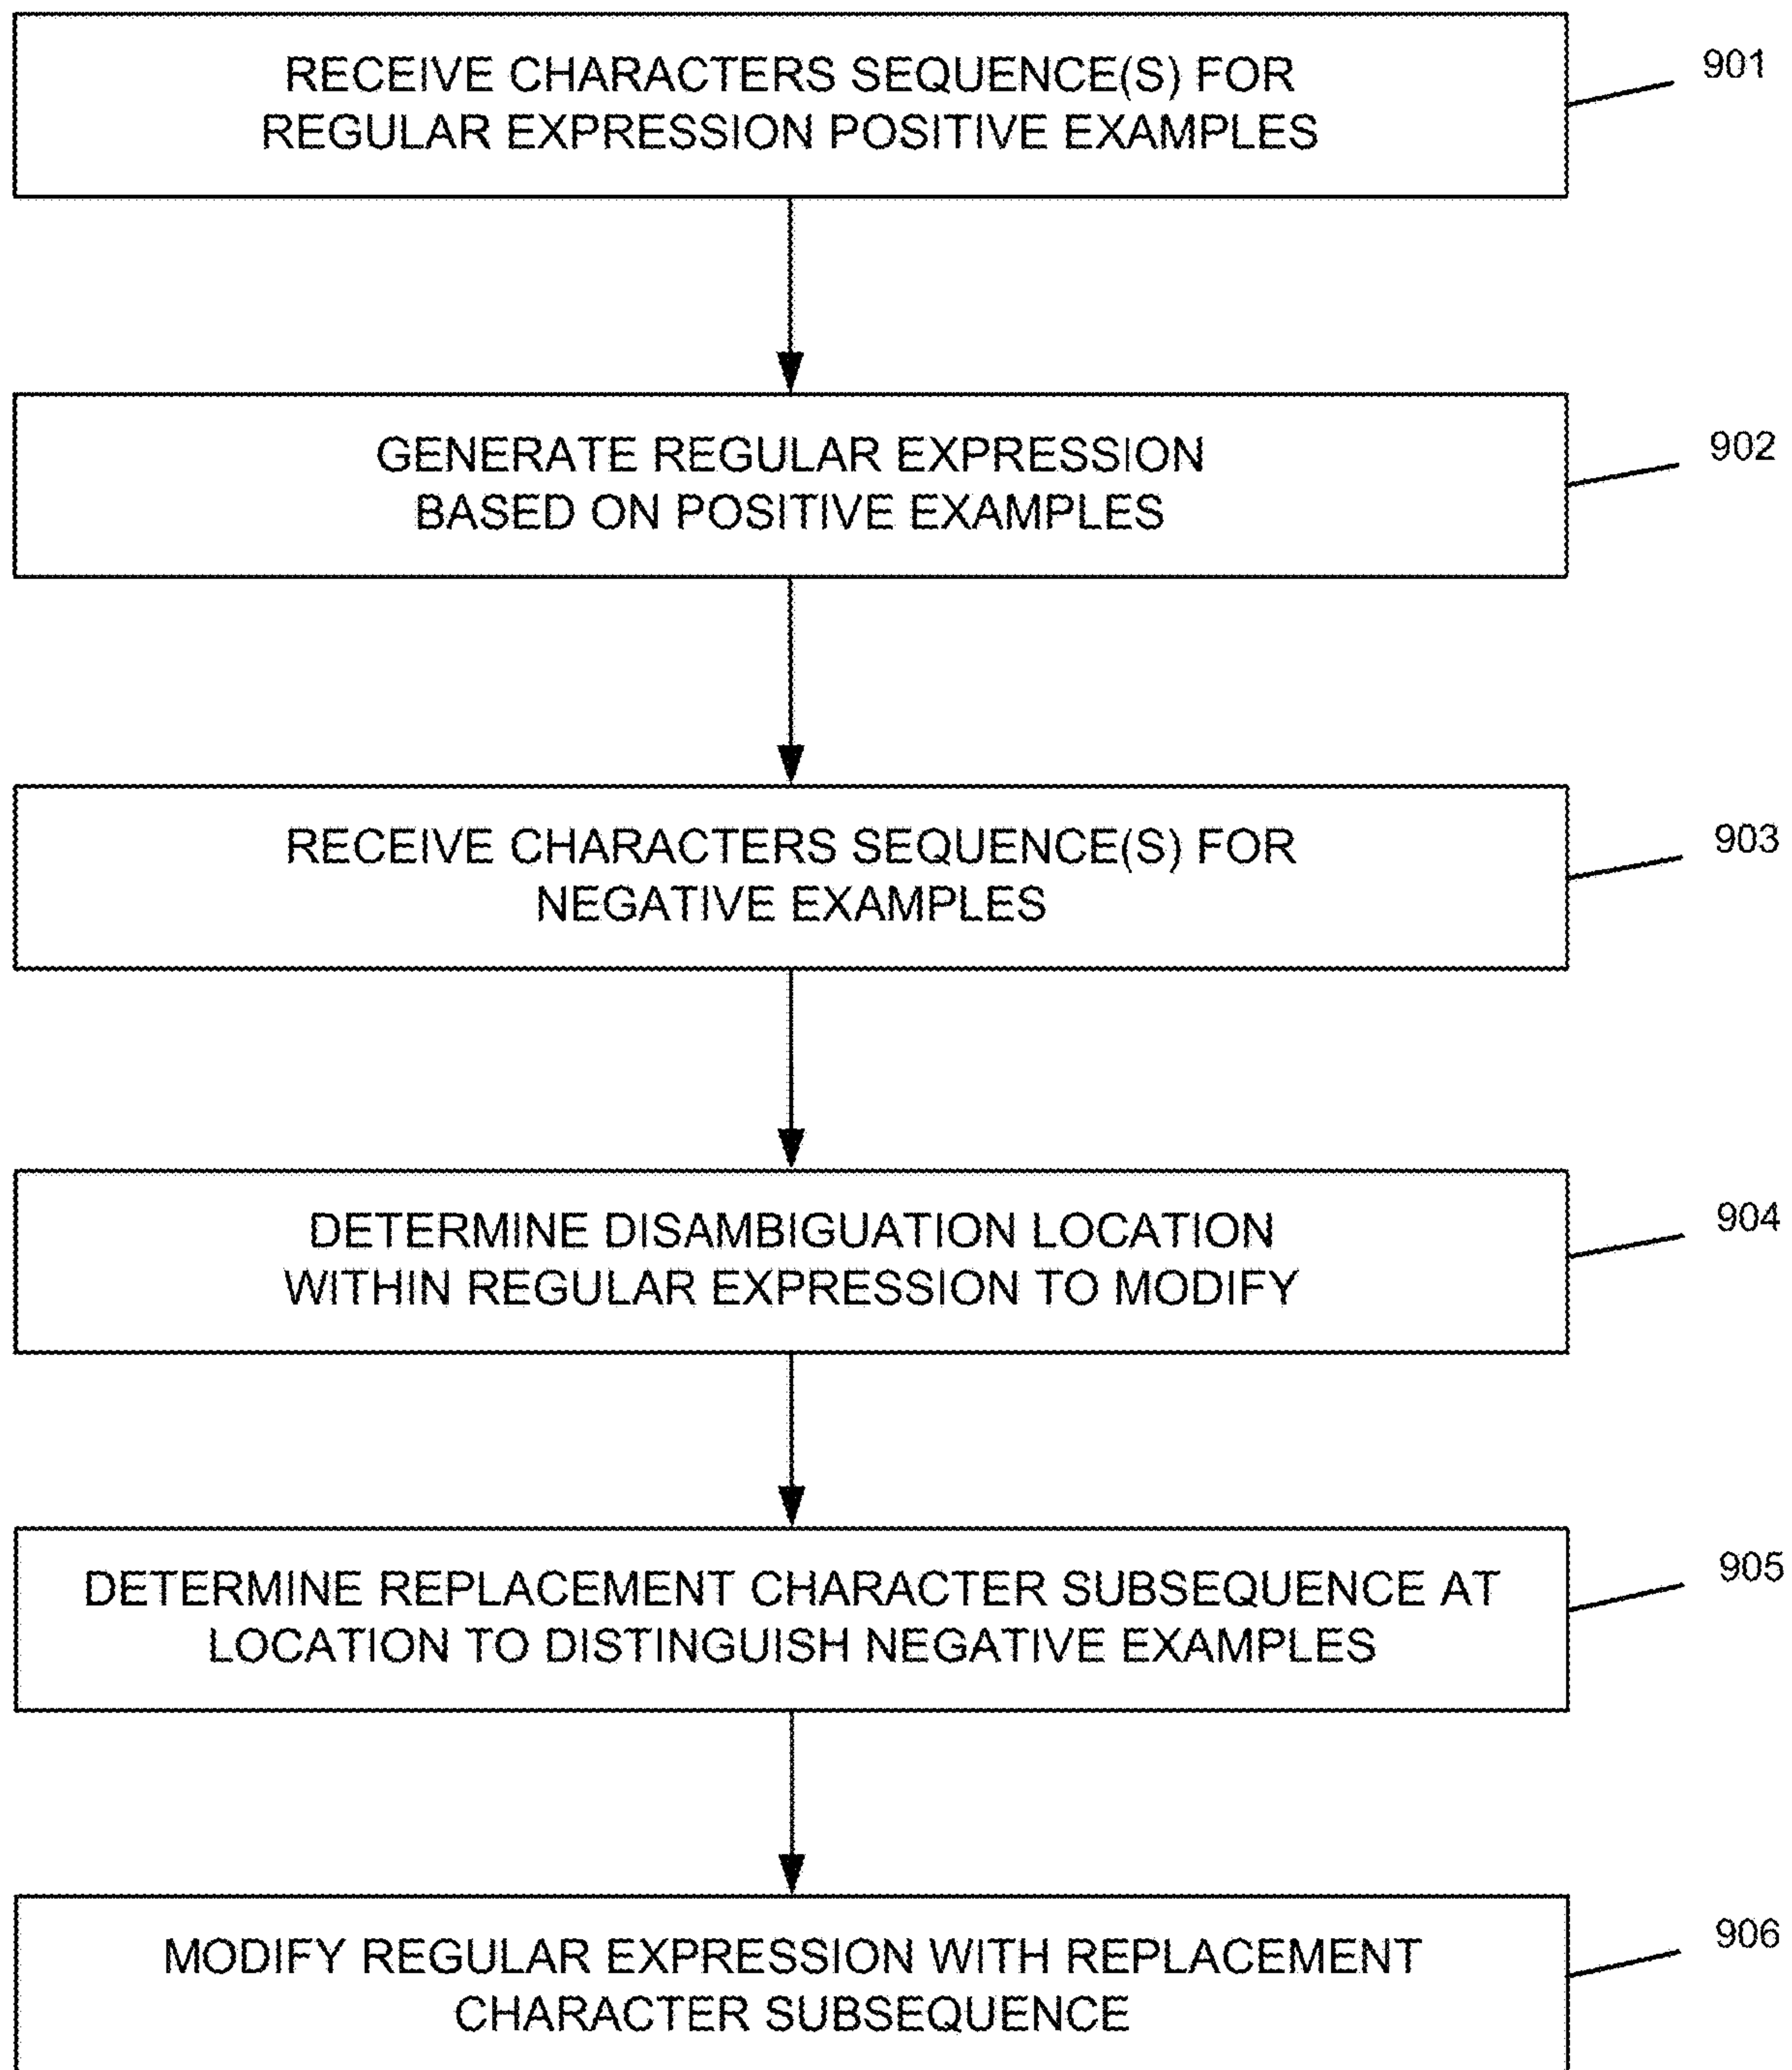 RECEIVE CHARACTERS SEQUENCE(S) FOR
REGULAR EXPRESSION POSITIVE EXAMPLES
901
GENERATE REGULAR EXPRESSION
BASED ON POSITIVE EXAMPLES
902
RECEIVE CHARACTERS SEQUENCE(S) FOR
NEGATIVE EXAMPLES
903
DETERMINE DISAMBIGUATION LOCATION
WITHIN REGULAR EXPRESSION TO MODIFY
904
DETERMINE REPLACEMENT CHARACTER SUBSEQUENCE AT
LOCATION TO DISTINGUISH NEGATIVE EXAMPLES
905
MODIFY REGULAR EXPRESSION WITH REPLACEMENT
CHARACTER SUBSEQUENCE
906